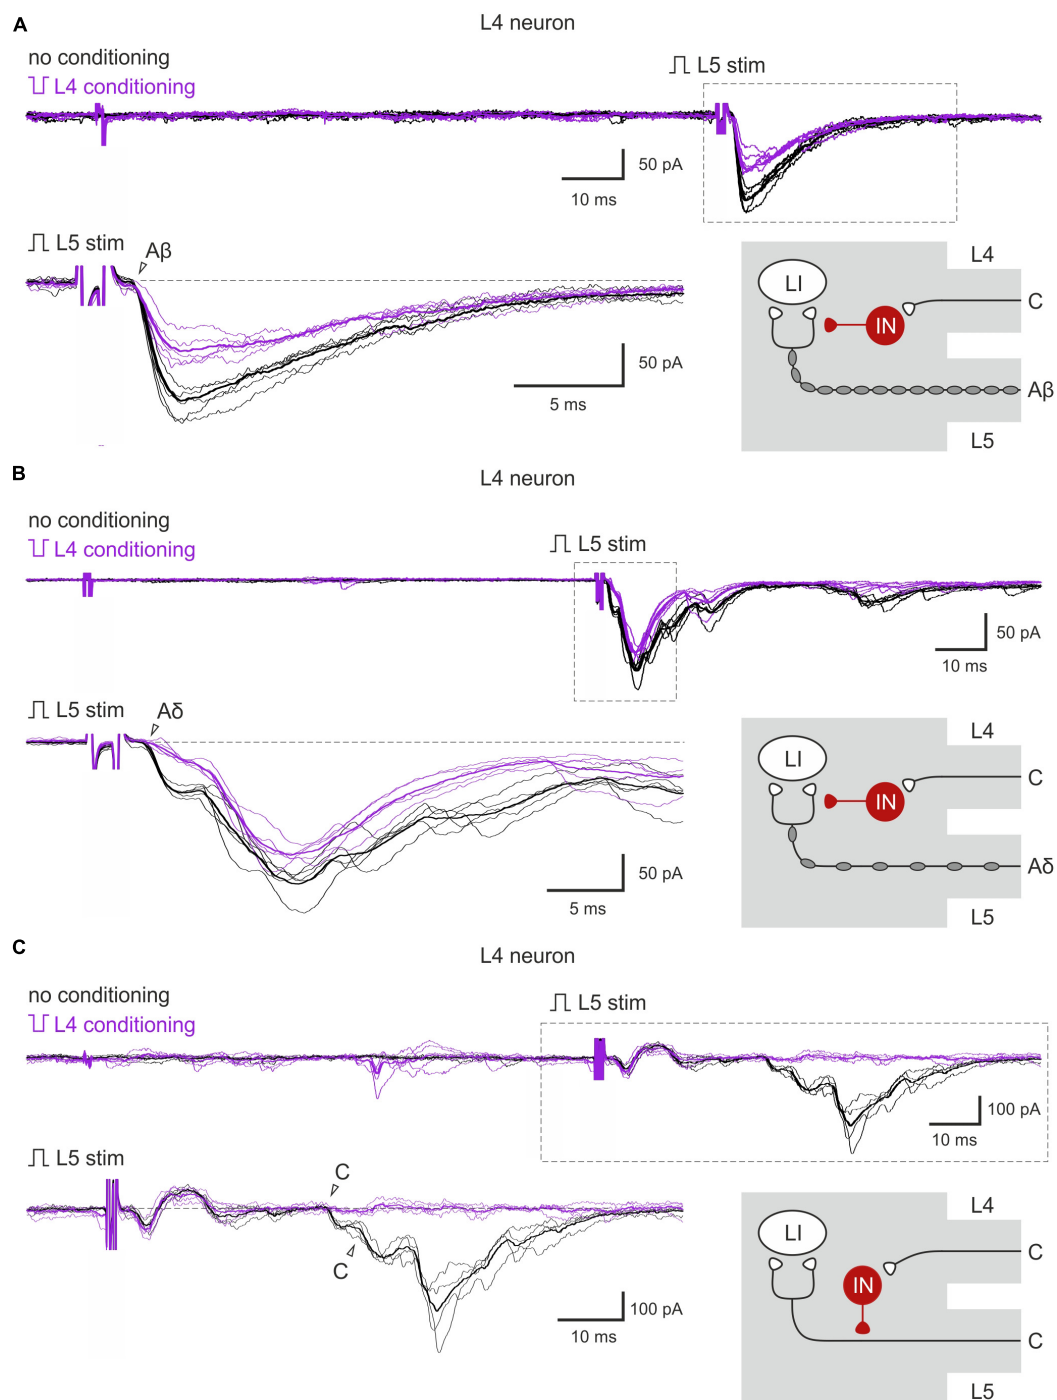 A
L4 neuron
no conditioning
L4 conditioning
L5 stim
50 pA
10 ms
L5 stim
Aβ
50 pA
5 ms
L4
LI
IN
C
Aβ
L5
B
L4 neuron
no conditioning
L4 conditioning
L5 stim
50 pA
10 ms
L5 stim
Aδ
50 pA
5 ms
L4
LI
IN
C
Aδ
L5
C
L4 neuron
no conditioning
L4 conditioning
L5 stim
100 pA
10 ms
L5 stim
C
C
100 pA
10 ms
L4
LI
C
IN
C
L5